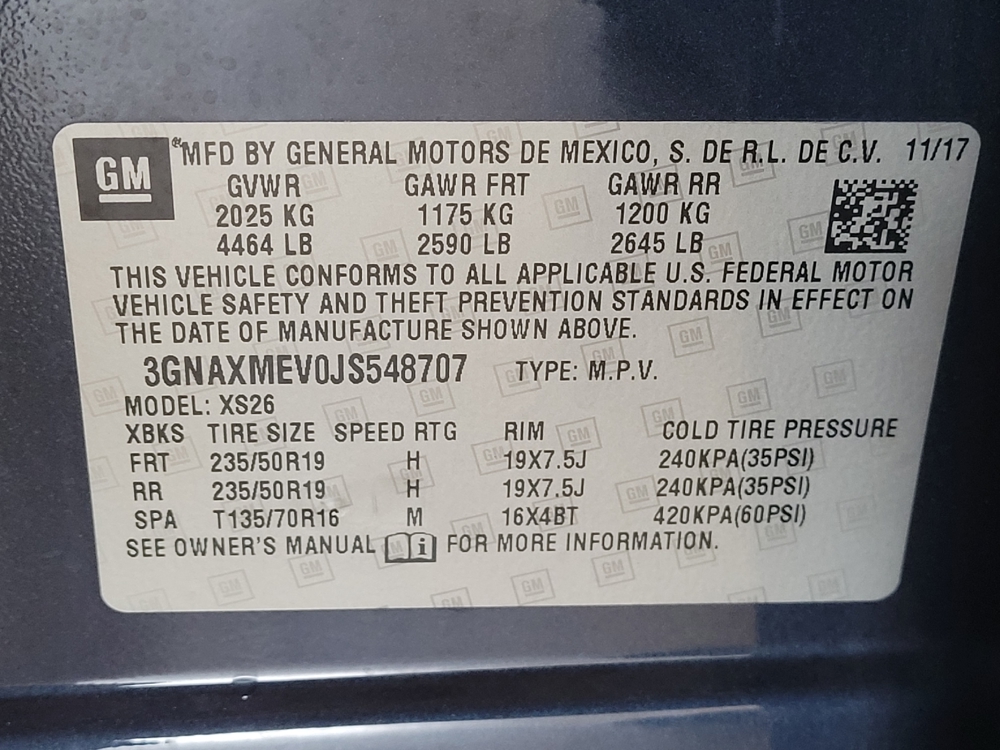 GM
MFD BY GENERAL MOTORS DE MEXICO, S. DE R.L. DE C.V. 11/17
GVWR GAWR FRT GAWR RR
2025 KG 1175 KG 1200 KG
4464 LB 2590 LB 2645 LB
THIS VEHICLE CONFORMS TO ALL APPLICABLE U.S. FEDERAL MOTOR
VEHICLE SAFETY AND THEFT PREVENTION STANDARDS IN EFFECT ON
THE DATE OF MANUFACTURE SHOWN ABOVE.
3GNAXMEV0JS548707 TYPE: M.P.V.
MODEL: XS26
XBKS TIRE SIZE SPEED RTG RIM COLD TIRE PRESSURE
FRT 235/50R19 H 19X7.5J 240KPA(35PSI)
RR 235/50R19 H 19X7.5J 240KPA(35PSI)
SPA T135/70R16 M 16X4BT 420KPA(60PSI)
SEE OWNER'S MANUAL i FOR MORE INFORMATION.